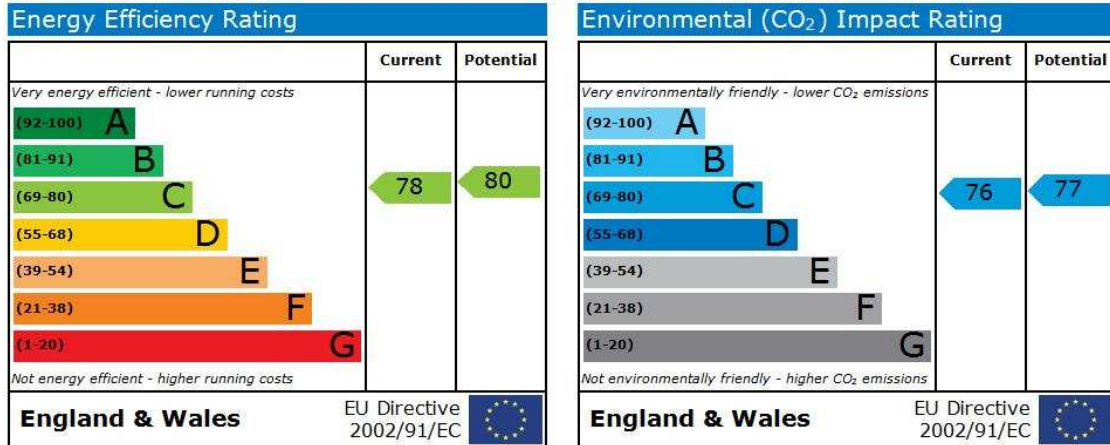 Energy Efficiency Rating
Current Potential
Very energy efficient - lower running costs
(92-100) A
(81-91) B
(69-80) C
78 80
(55-68) D
(39-54) E
(21-38) F
(1-20) G
Not energy efficient - higher running costs
England & Wales
EU Directive
2002/91/EC
Environmental (CO₂) Impact Rating
Current Potential
Very environmentally friendly - lower CO₂ emissions
(92-100) A
(81-91) B
(69-80) C
76 77
(55-68) D
(39-54) E
(21-38) F
(1-20) G
Not environmentally friendly - higher CO₂ emissions
England & Wales
EU Directive
2002/91/EC